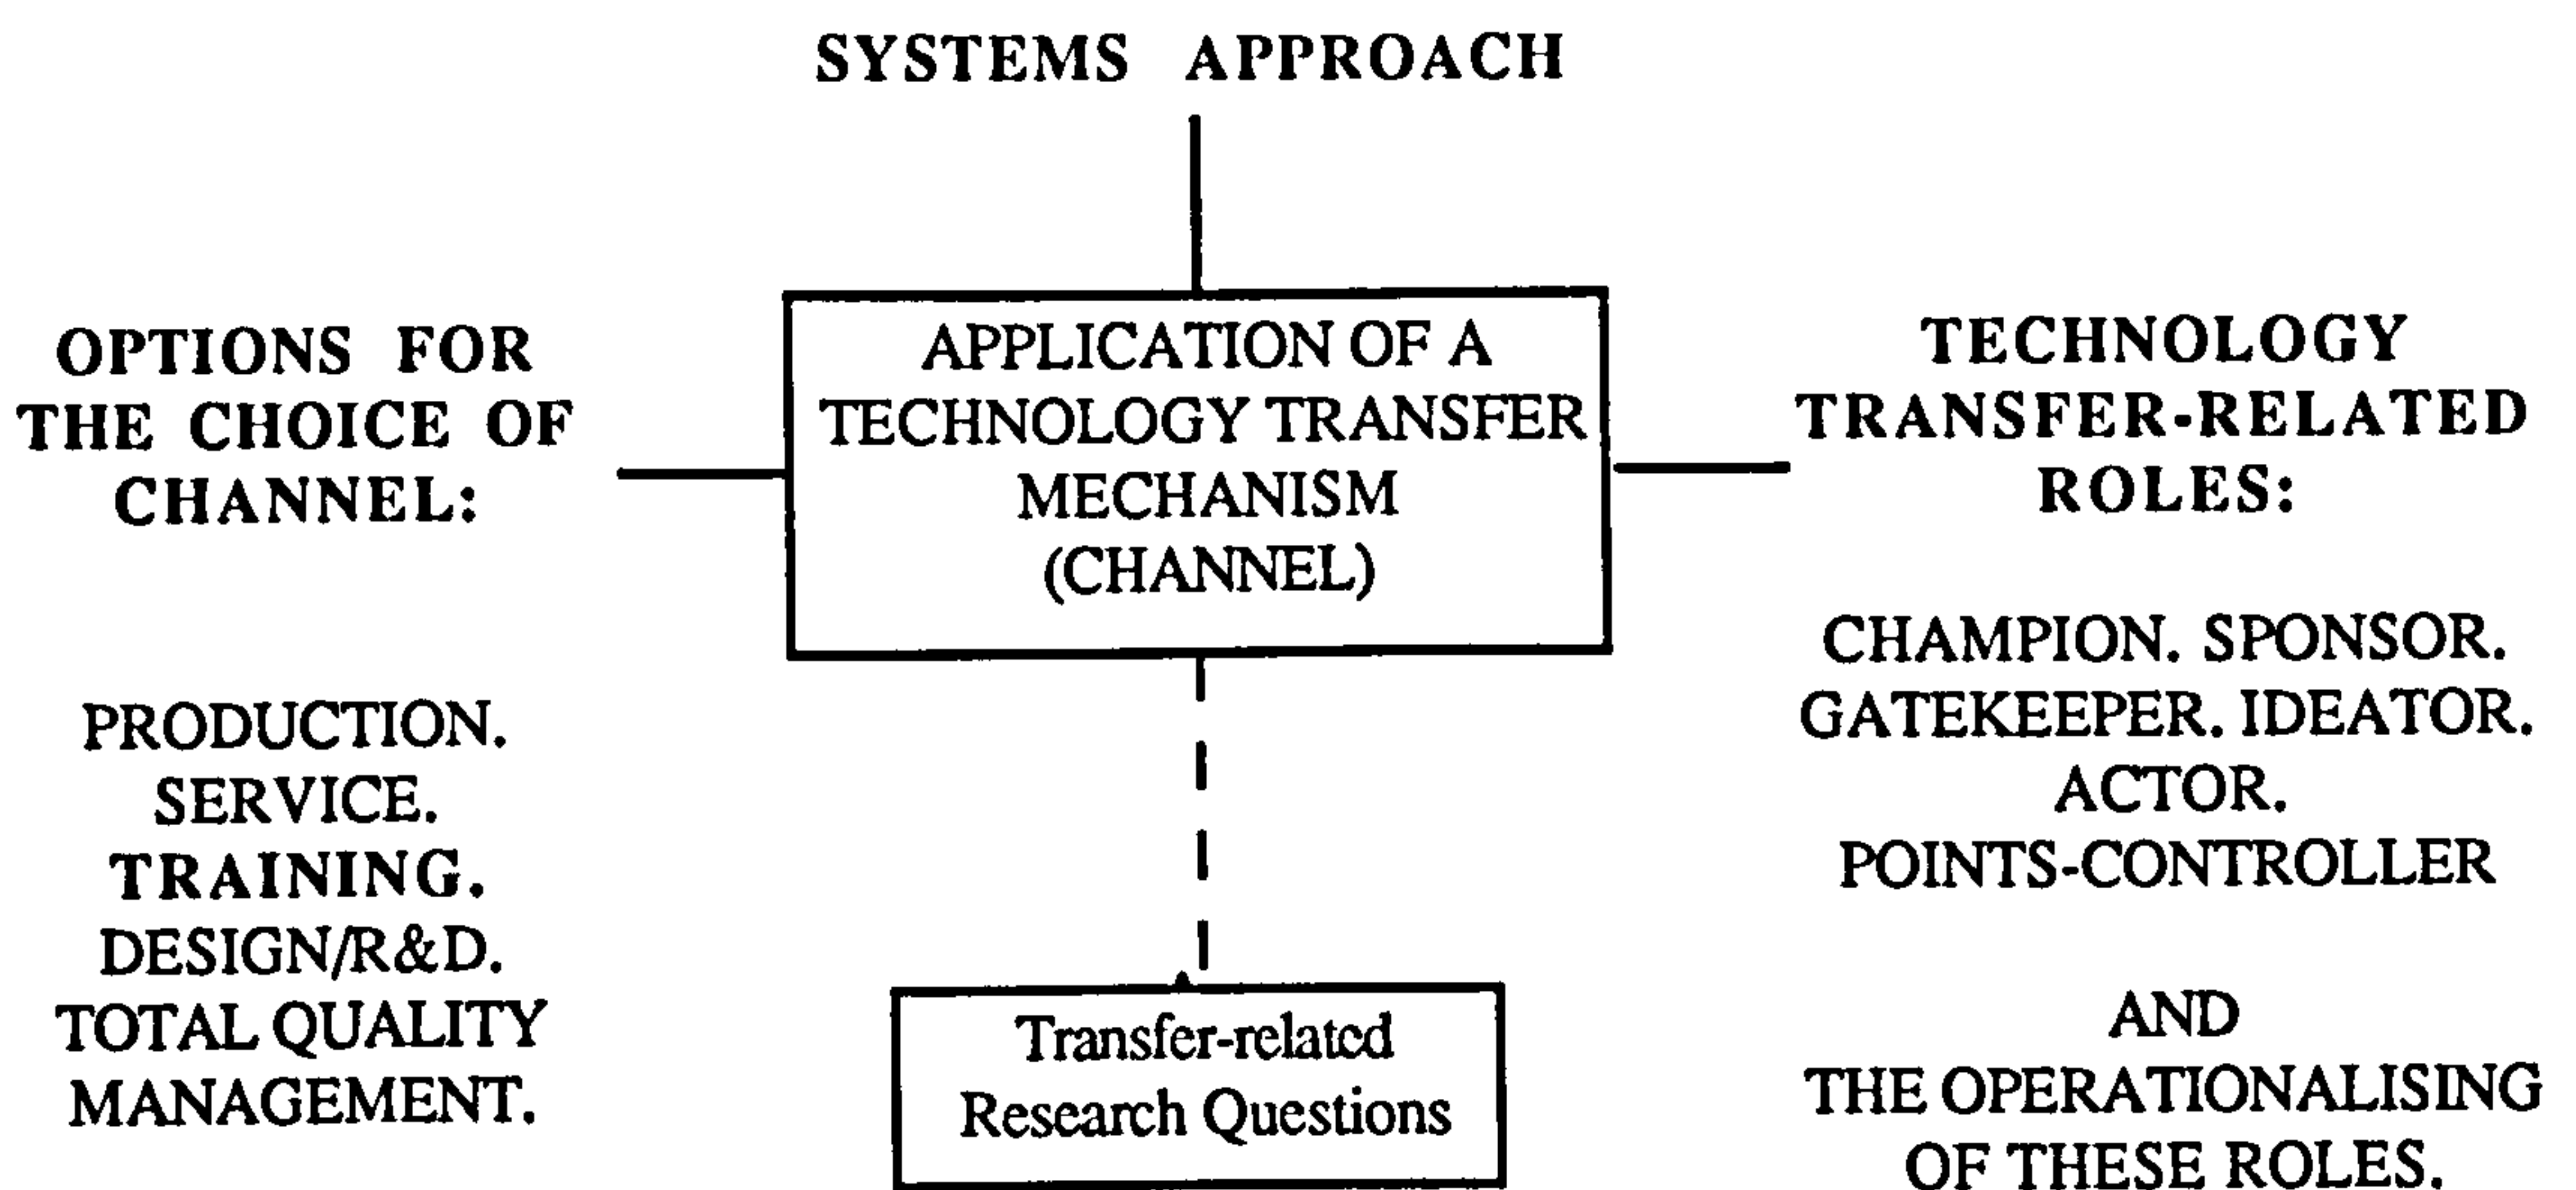 SYSTEMS APPROACH
OPTIONS FOR
THE CHOICE OF
CHANNEL:
PRODUCTION.
SERVICE.
TRAINING.
DESIGN/R&D.
TOTAL QUALITY
MANAGEMENT.
APPLICATION OF A
TECHNOLOGY TRANSFER
MECHANISM
(CHANNEL)
Transfer-related
Research Questions
TECHNOLOGY
TRANSFER-RELATED
ROLES:
CHAMPION. SPONSOR.
GATEKEEPER. IDEATOR.
ACTOR.
POINTS-CONTROLLER
AND
THE OPERATIONALISING
OF THESE ROLES.